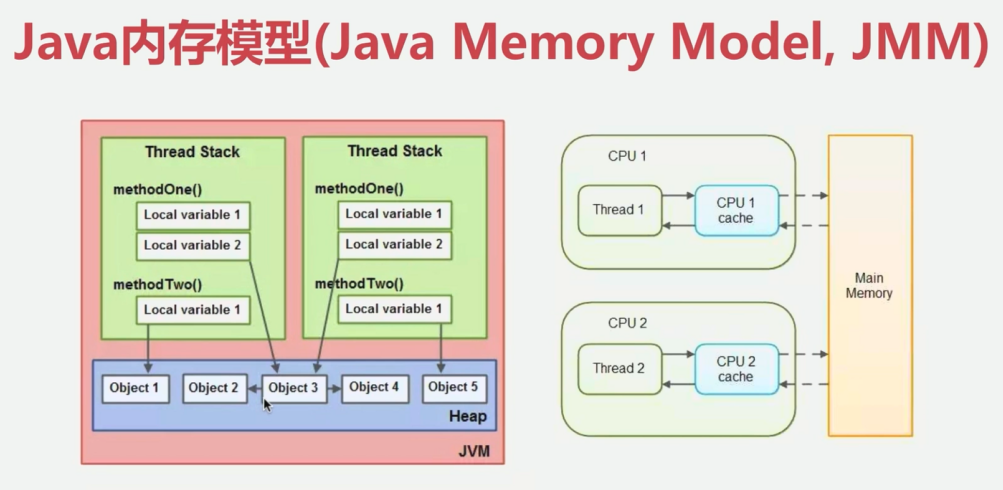 Java内存模型(Java Memory Model, JMM)
Thread Stack
methodOne()
Local variable 1
Local variable 2
methodTwo()
Local variable 1
Thread Stack
methodOne()
Local variable 1
Local variable 2
methodTwo()
Local variable 1
Object 1
Object 2
Object 3
Object 4
Object 5
Heap
JVM
CPU 1
Thread 1
CPU 1
cache
CPU 2
Thread 2
CPU 2
cache
Main
Memory